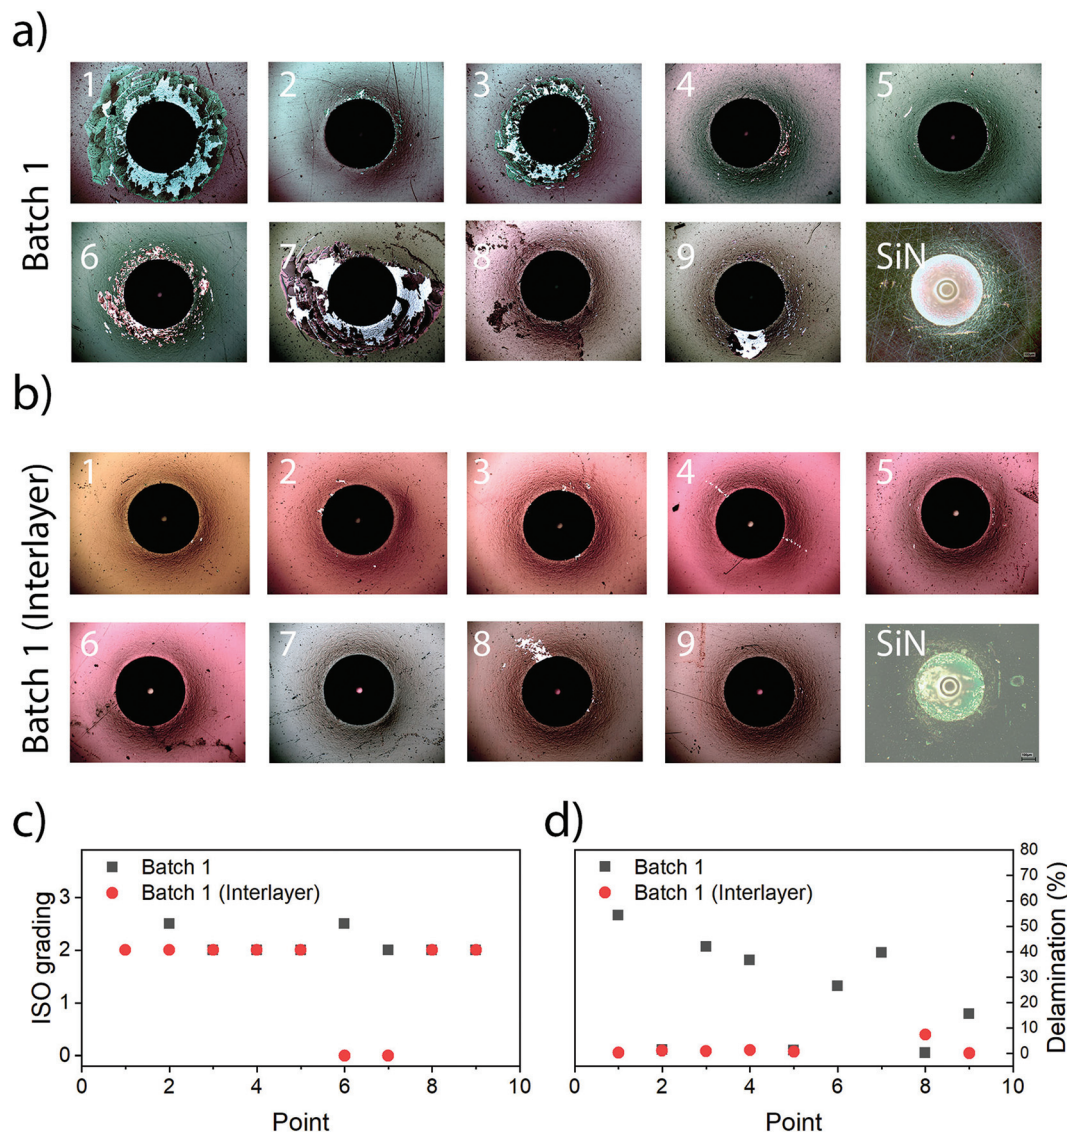 a)
Batch 1
1 2 3 4 5
6 7 8 9 SiN
b)
Batch 1 (Interlayer)
1 2 3 4 5
6 7 8 9 SiN
c)
Batch 1
Batch 1 (Interlayer)
ISO grading
3
2
1
0
0 2 4 6 8 10
Point
d)
Batch 1
Batch 1 (Interlayer)
80
70
60
50
40
30
20
10
0
Delamination (%)
0 2 4 6 8 10
Point